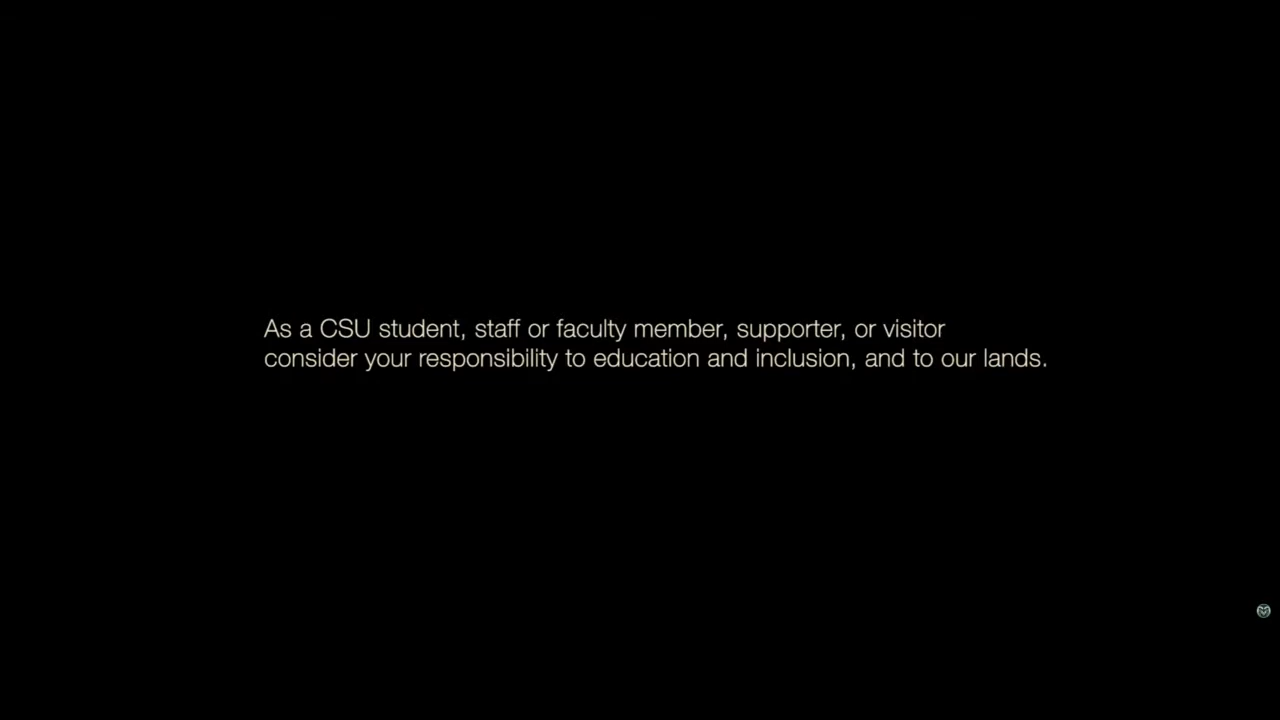 As a CSU student, staff or faculty member, supporter, or visitor
consider your responsibility to education and inclusion, and to our lands.